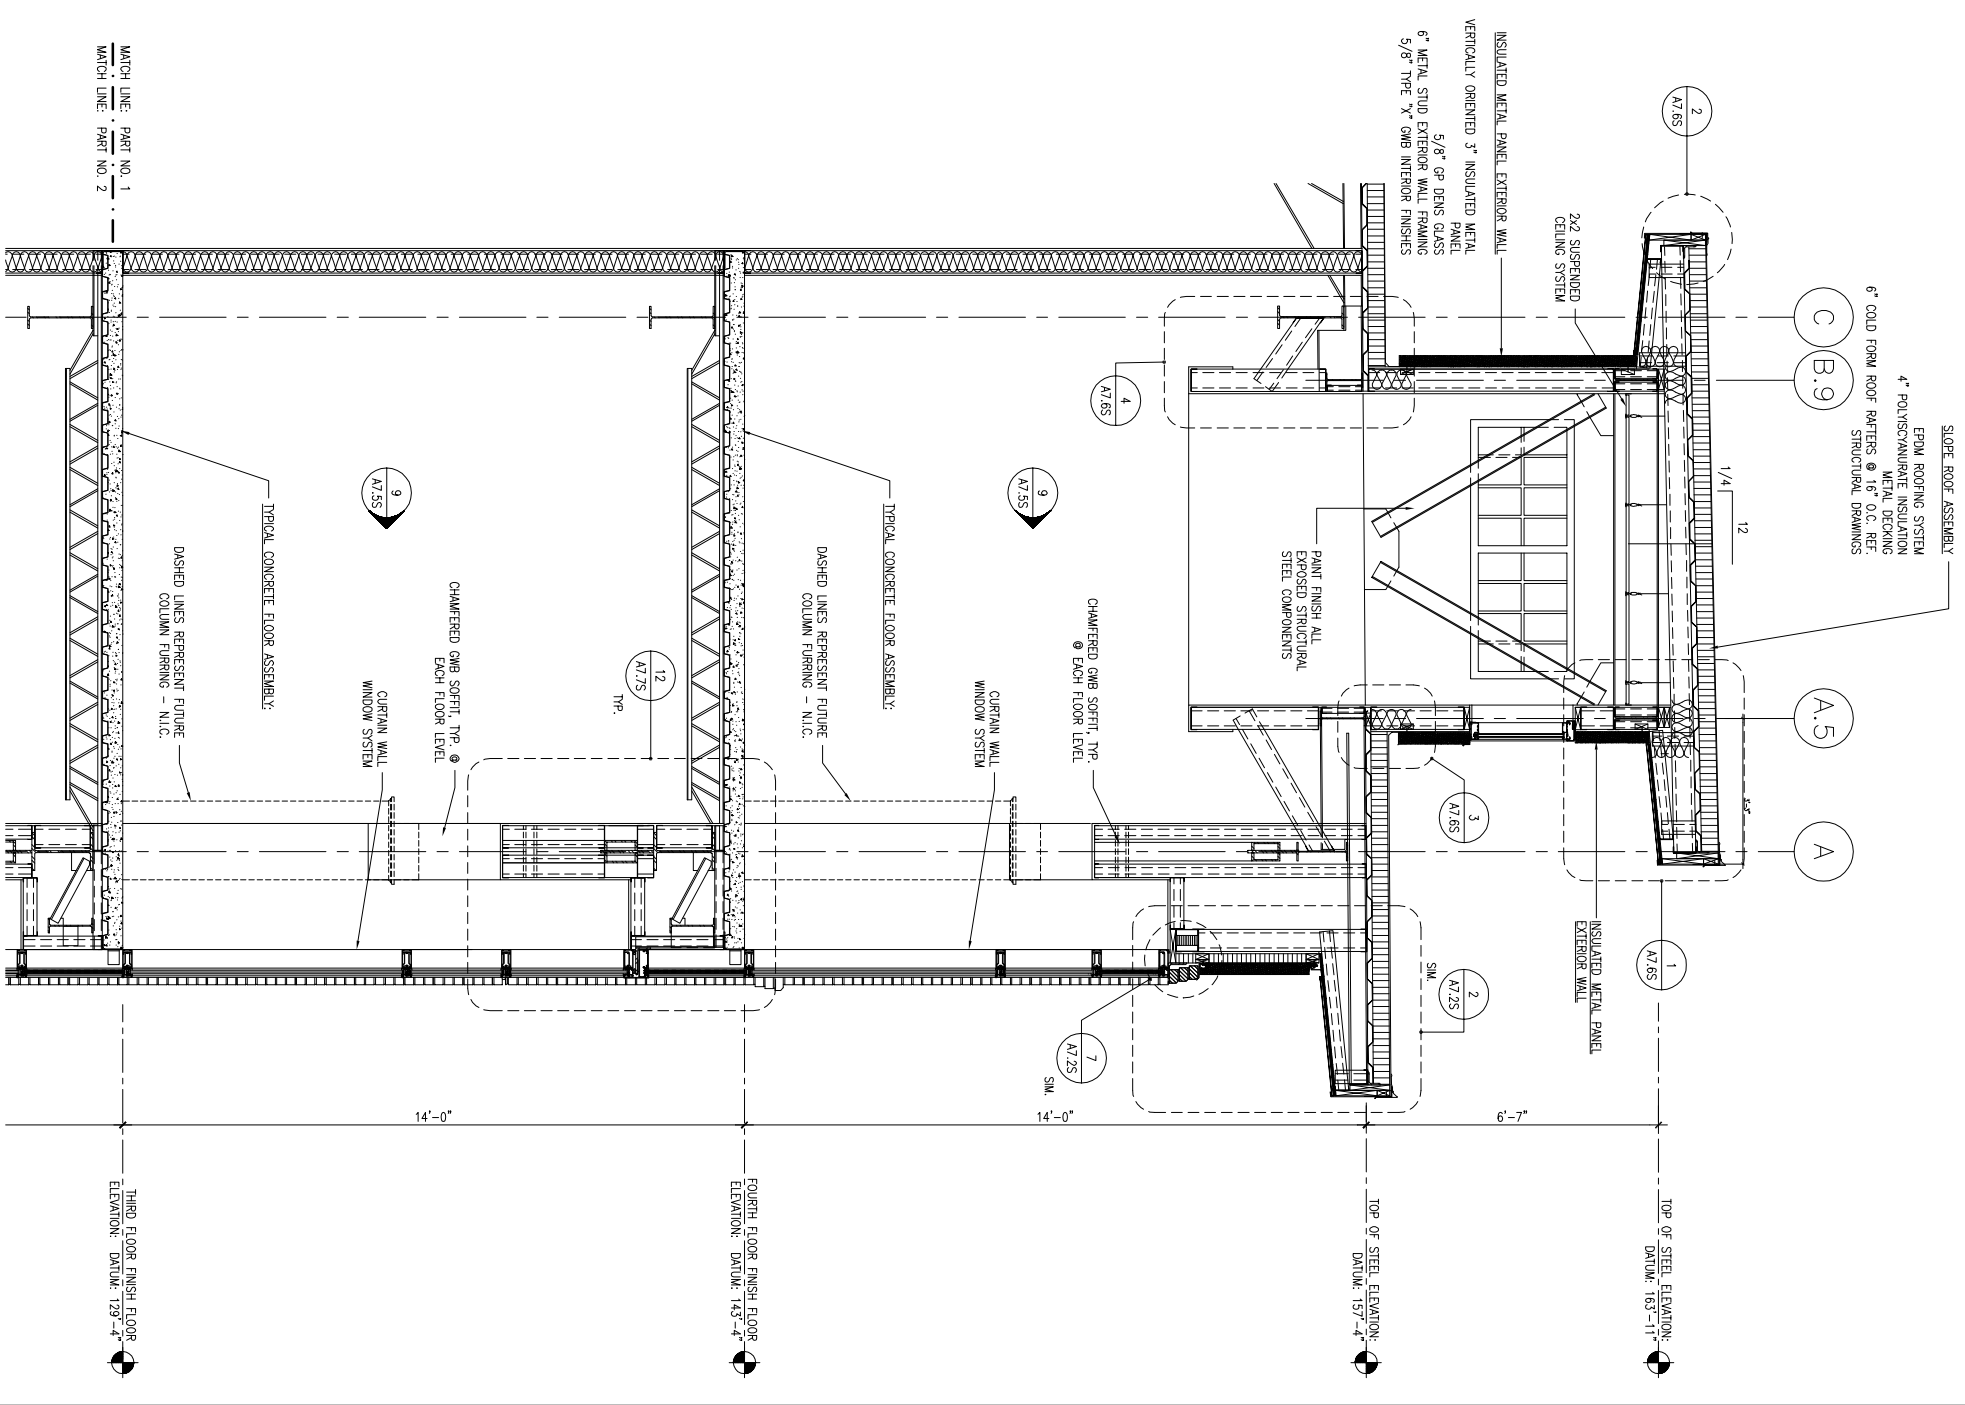 SLOPE ROOF ASSEMBLY
EPDM ROOFING SYSTEM
4" POLYISCYANURATE INSULATION
METAL DECKING
6" COLD FORM ROOF RAFTERS @ 16" O.C. REF.
STRUCTURAL DRAWINGS
C
B.9
A.5
A
1/4
12
2
A7.6S
2x2 SUSPENDED
CEILING SYSTEM
INSULATED METAL PANEL EXTERIOR WALL
VERTICALLY ORIENTED 3" INSULATED METAL
PANEL
5/8" GP DENS GLASS
6" METAL STUD EXTERIOR WALL FRAMING
5/8" TYPE "X" GWB INTERIOR FINISHES
1
A7.6S
INSULATED METAL PANEL
EXTERIOR WALL
TOP OF STEEL ELEVATION:
DATUM: 163'-11"
6'-7"
3
A7.6S
2
A7.2S
SIM.
PAINT FINISH ALL
EXPOSED STRUCTURAL
STEEL COMPONENTS
TOP OF STEEL ELEVATION:
DATUM: 157'-4"
4
A7.6S
CHAMFERED GWB SOFFIT, TYP.
@ EACH FLOOR LEVEL
7
A7.2S
SIM.
14'-0"
9
A7.5S
CURTAIN WALL
WINDOW SYSTEM
TYPICAL CONCRETE FLOOR ASSEMBLY:
DASHED LINES REPRESENT FUTURE
COLUMN FURRING - N.I.C.
FOURTH FLOOR FINISH FLOOR
ELEVATION: DATUM: 143'-4"
12
A7.7S
TYP.
CHAMFERED GWB SOFFIT, TYP. @
EACH FLOOR LEVEL
14'-0"
9
A7.5S
CURTAIN WALL
WINDOW SYSTEM
TYPICAL CONCRETE FLOOR ASSEMBLY:
DASHED LINES REPRESENT FUTURE
COLUMN FURRING - N.I.C.
THIRD FLOOR FINISH FLOOR
ELEVATION: DATUM: 129'-4"
MATCH LINE: PART NO. 1
MATCH LINE: PART NO. 2